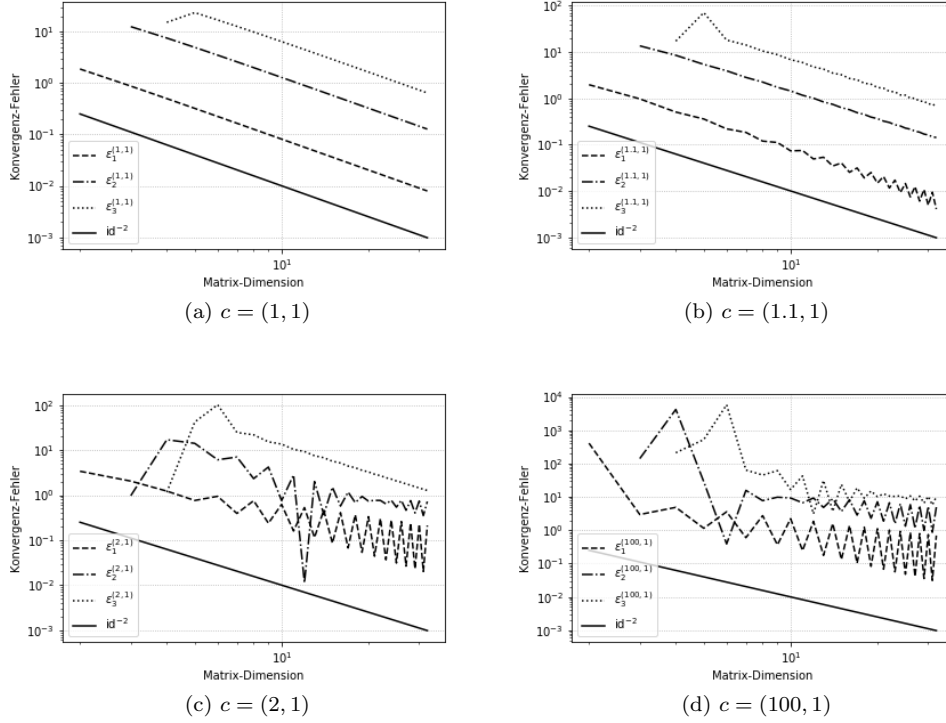 Konvergenz-Fehler
10¹
10⁰
10⁻¹
10⁻²
10⁻³
ε₁^(1,1)
ε₂^(1,1)
ε₃^(1,1)
id⁻²
10¹
Matrix-Dimension
(a) c = (1, 1)
Konvergenz-Fehler
10²
10¹
10⁰
10⁻¹
10⁻²
10⁻³
ε₁^(1.1,1)
ε₂^(1.1,1)
ε₃^(1.1,1)
id⁻²
10¹
Matrix-Dimension
(b) c = (1.1, 1)
Konvergenz-Fehler
10²
10¹
10⁰
10⁻¹
10⁻²
10⁻³
ε₁^(2,1)
ε₂^(2,1)
ε₃^(2,1)
id⁻²
10¹
Matrix-Dimension
(c) c = (2, 1)
Konvergenz-Fehler
10⁴
10³
10²
10¹
10⁰
10⁻¹
10⁻²
10⁻³
ε₁^(100,1)
ε₂^(100,1)
ε₃^(100,1)
id⁻²
10¹
Matrix-Dimension
(d) c = (100, 1)